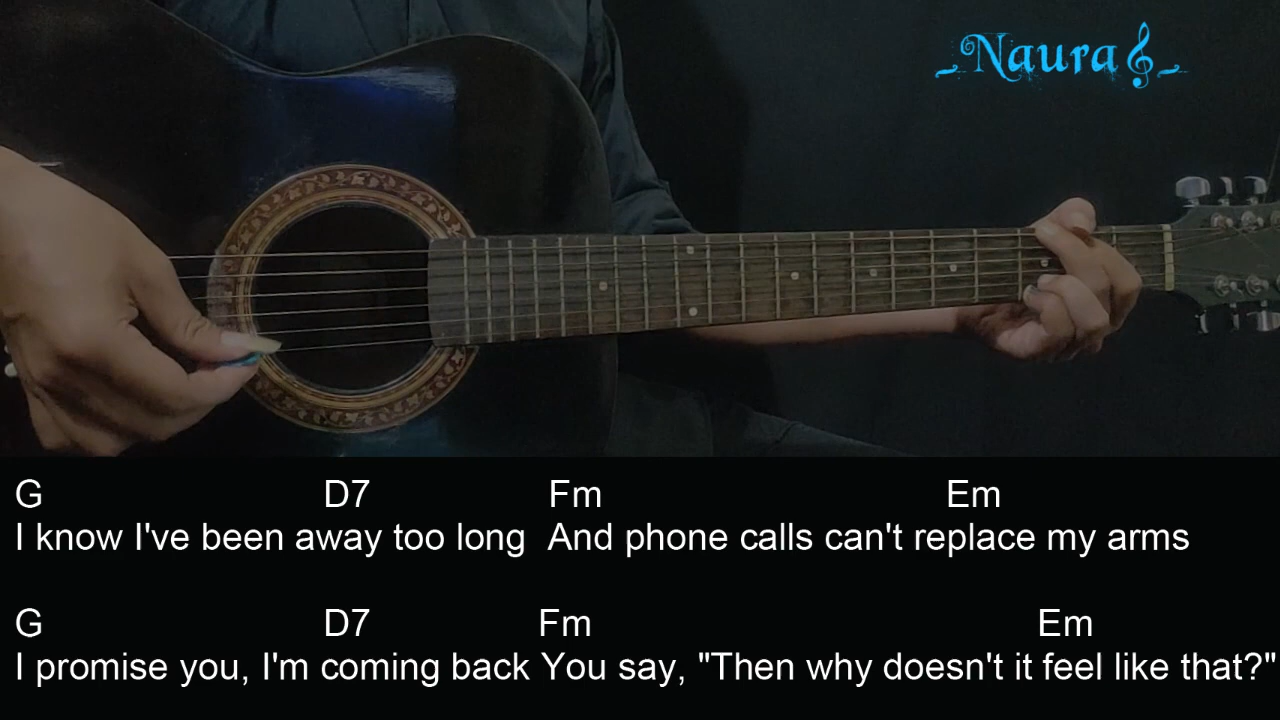 Naura
G D7 Fm Em
I know I've been away too long And phone calls can't replace my arms
G D7 Fm Em
I promise you, I'm coming back You say, "Then why doesn't it feel like that?"